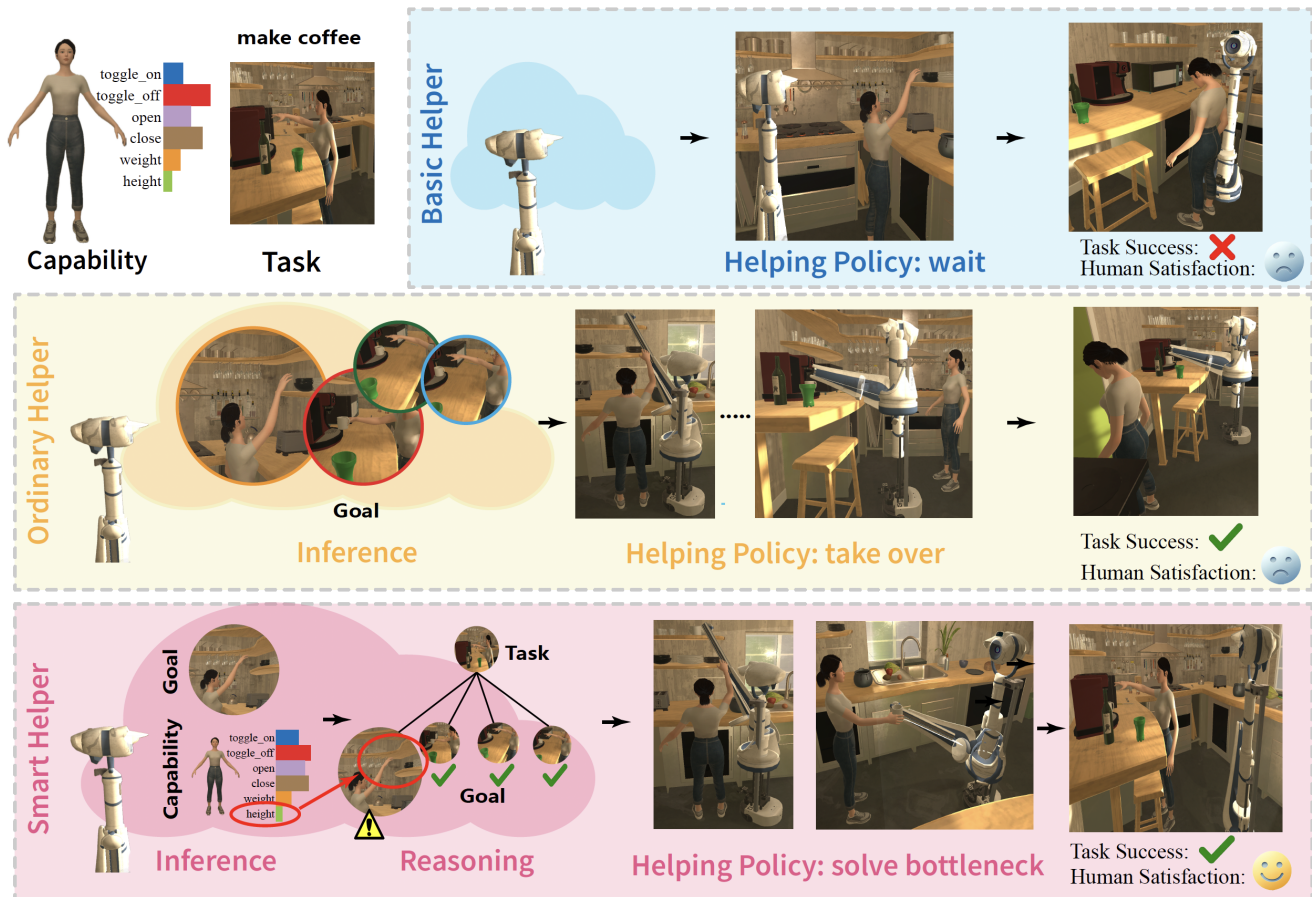 make coffee
toggle_on
toggle_off
open
close
weight
height
Capability
Task
Basic Helper
Helping Policy: wait
Task Success:
Human Satisfaction:
Ordinary Helper
Goal
Inference
Helping Policy: take over
Task Success:
Human Satisfaction:
Smart Helper
Goal
Capability
toggle_on
toggle_off
open
close
weight
height
Inference
Task
Goal
Reasoning
Helping Policy: solve bottleneck
Task Success:
Human Satisfaction: